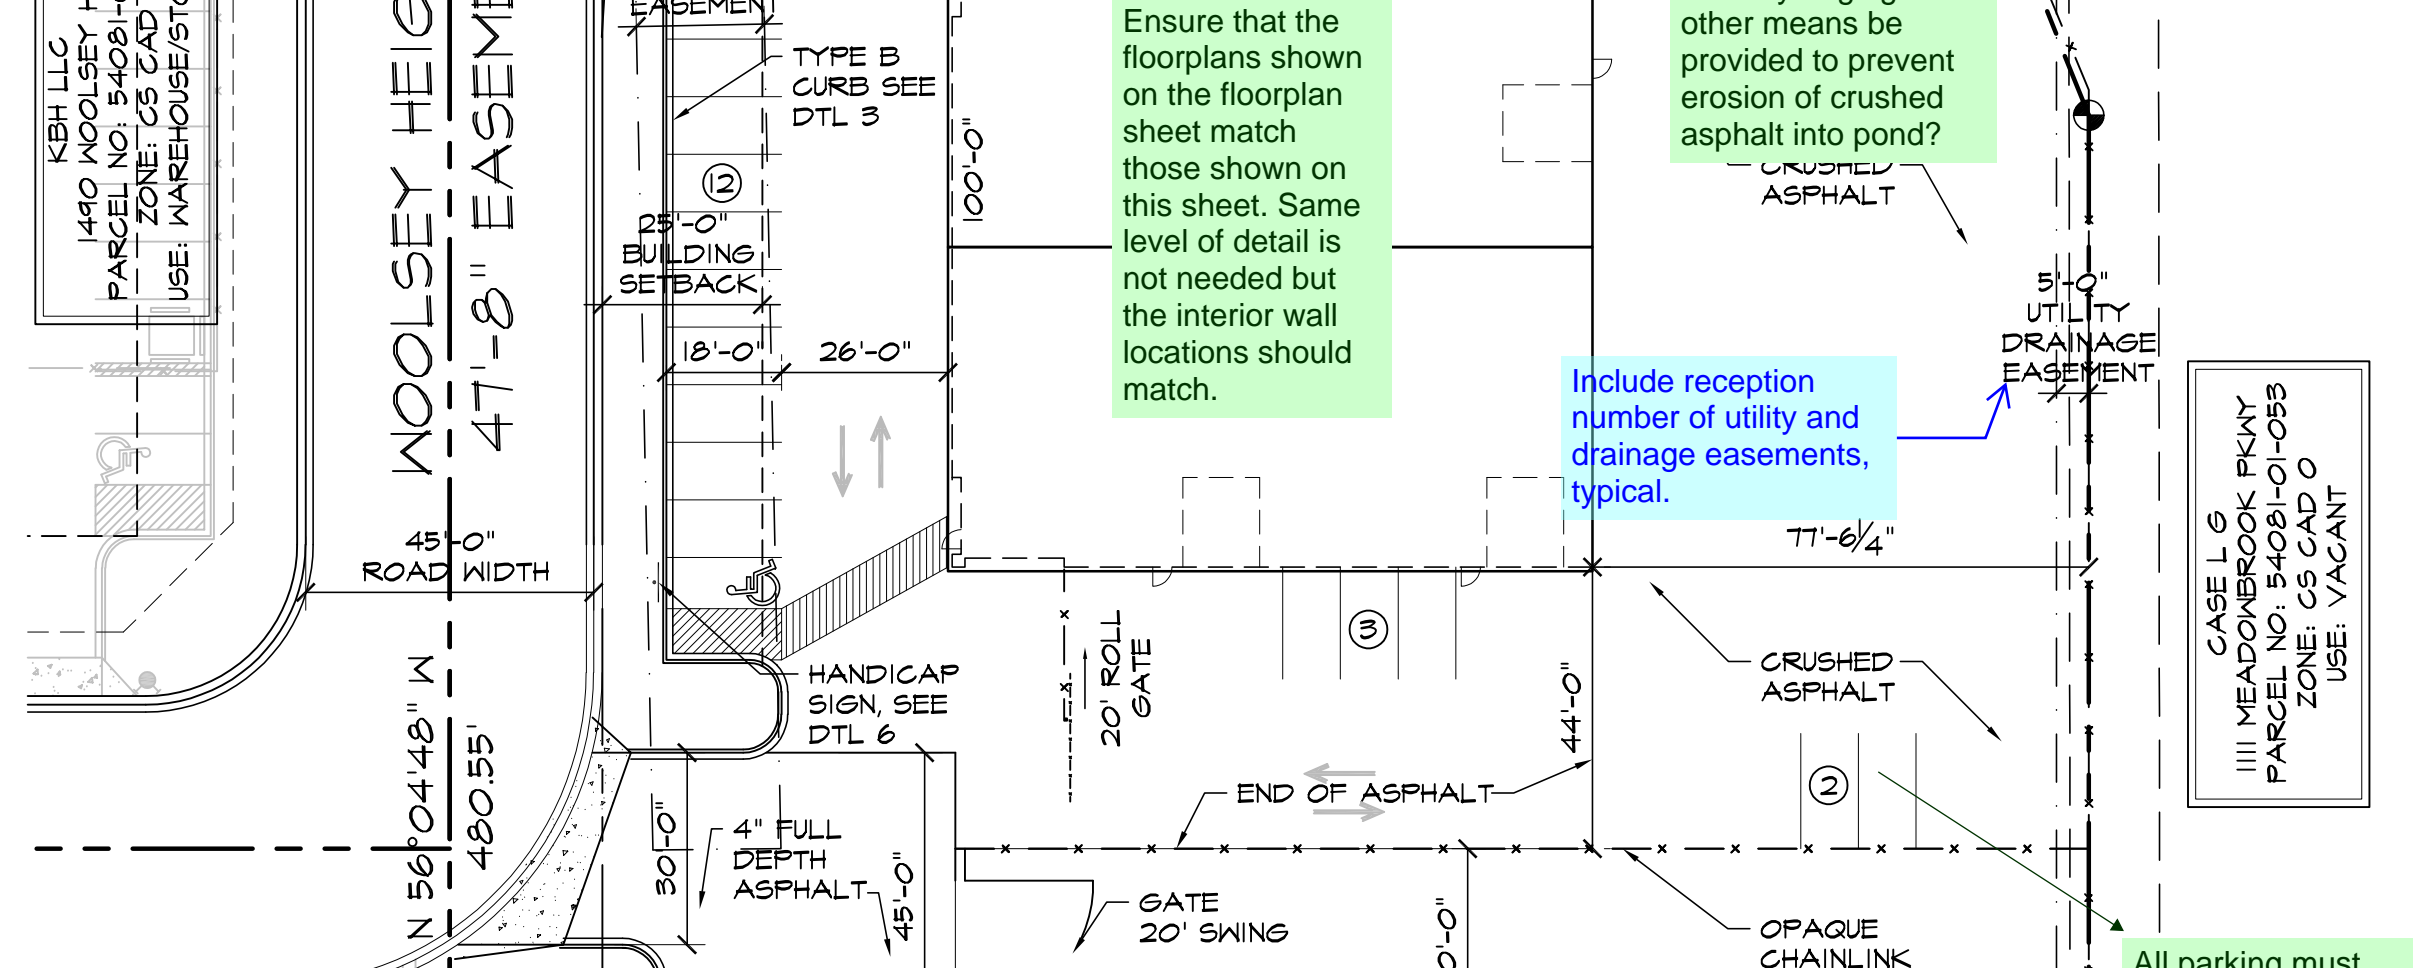 KBH LLC
1490 WOOLSEY H
PARCEL NO: 54081-
ZONE: CS CAD
USE: WAREHOUSE/STO
WOOLSEY HEIG
47'-8" EASEM
EASEMENT
TYPE B
CURB SEE
DTL 3
12
25'-0"
BUILDING
SETBACK
18'-0"
26'-0"
100'-0"
Ensure that the
floorplans shown
on the floorplan
sheet match
those shown on
this sheet. Same
level of detail is
not needed but
the interior wall
locations should
match.
other means be
provided to prevent
erosion of crushed
asphalt into pond?
CRUSHED
ASPHALT
5'-0"
UTILITY
DRAINAGE
EASEMENT
Include reception
number of utility and
drainage easements,
typical.
77'-6 1/4"
CASE L G
1111 MEADOWBROOK PKWY
PARCEL NO: 54081-01-053
ZONE: CS CAD O
USE: VACANT
45'-0"
ROAD WIDTH
N 56°04'48" W
480.55'
HANDICAP
SIGN, SEE
DTL 6
20' ROLL
GATE
3
44'-0"
CRUSHED
ASPHALT
2
END OF ASPHALT
30'-0"
4" FULL
DEPTH
ASPHALT
45'-0"
GATE
20' SWING
0'-0"
OPAQUE
CHAINLINK
All parking must